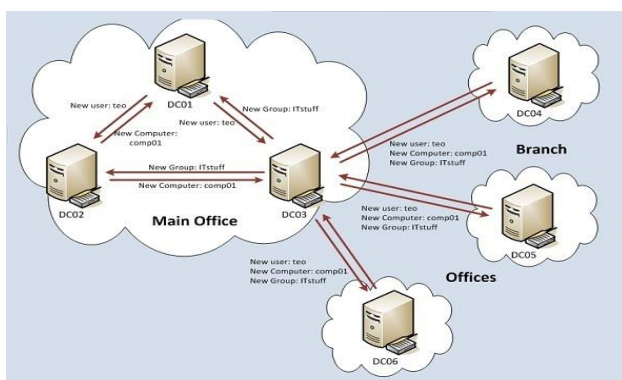 DC01
New user: teo
New Computer:
comp01
New user: teo
New Group: ITstuff
New Group: ITstuff
New Computer: comp01
DC02
Main Office
DC03
DC04
New user: teo
New Computer: comp01
New Group: ITstuff
Branch
New user: teo
New Computer: comp01
New Group: ITstuff
DC05
New user: teo
New Computer: comp01
New Group: ITstuff
Offices
DC06